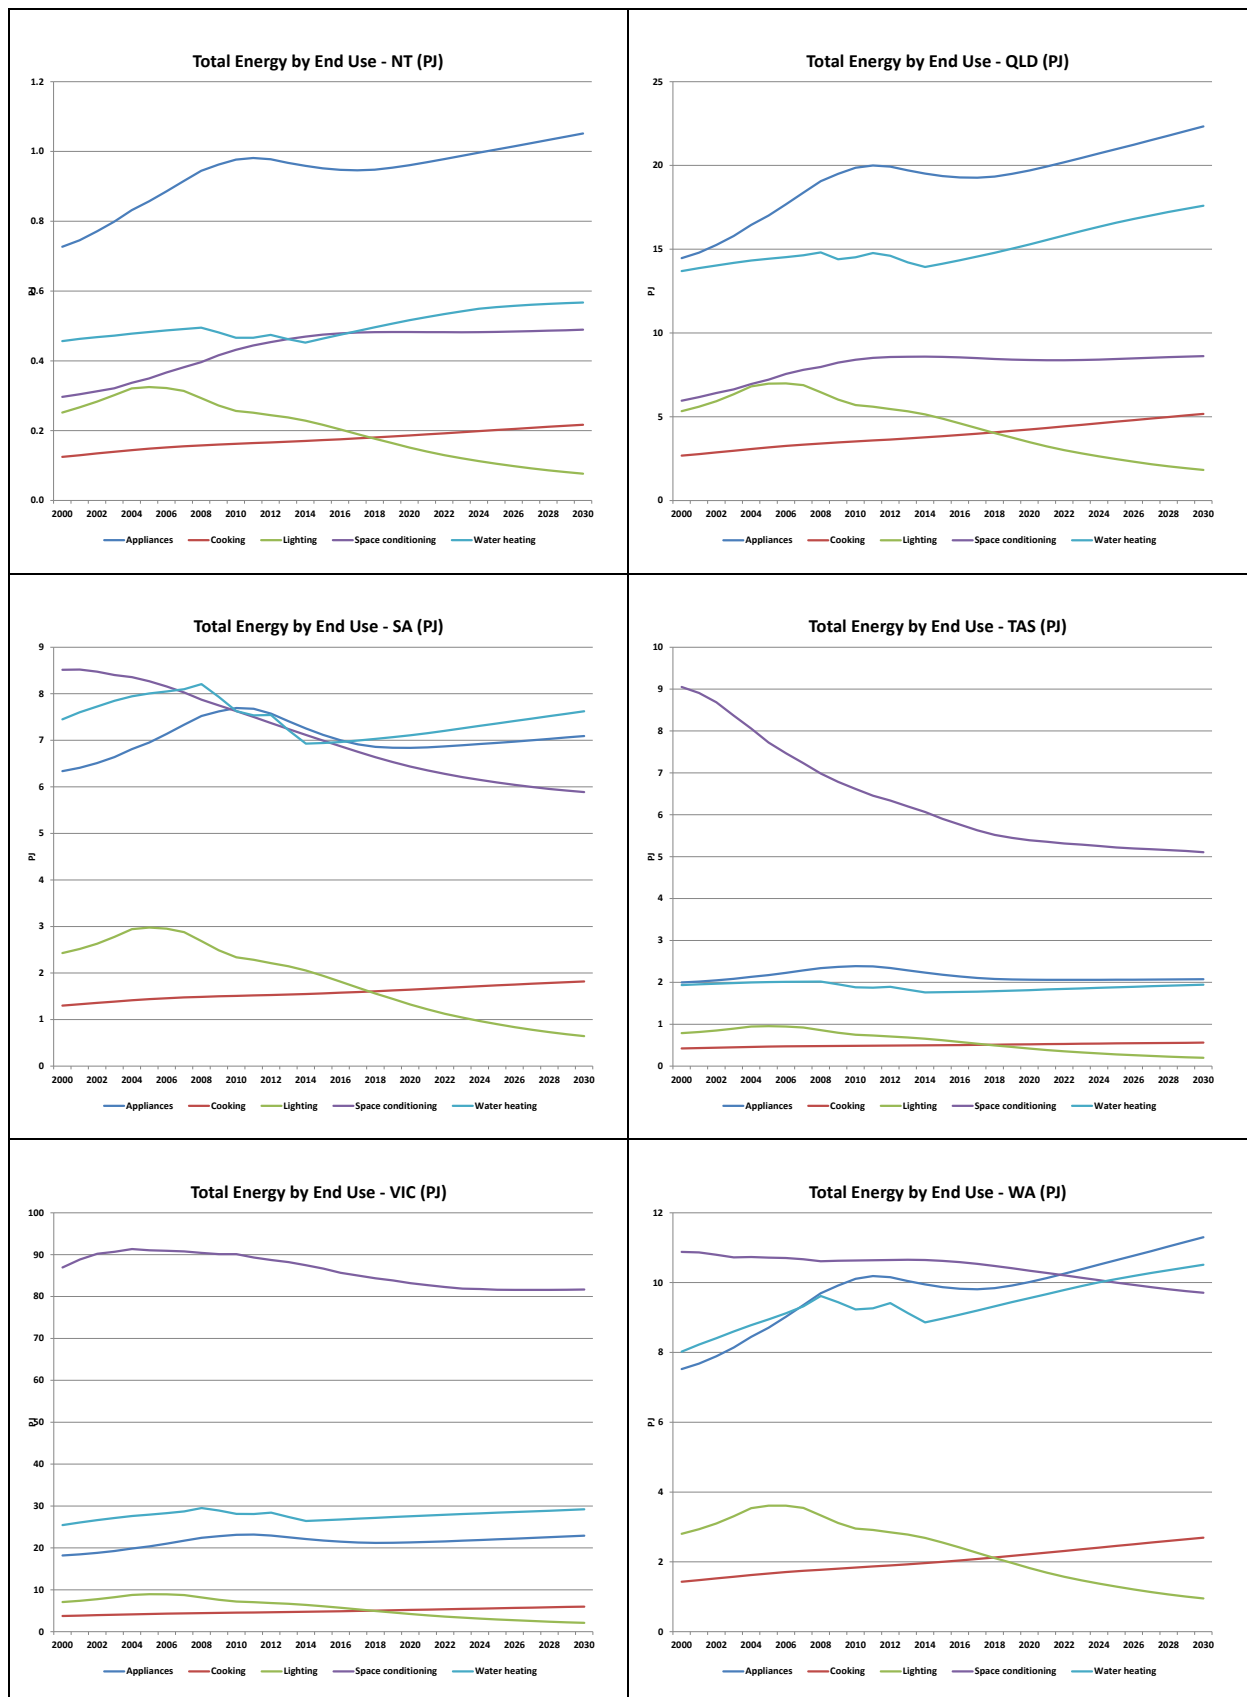 Total Energy by End Use - NT (PJ)
1.2
1.0
0.8
0.6
PJ
0.4
0.2
0.0
2000 2002 2004 2006 2008 2010 2012 2014 2016 2018 2020 2022 2024 2026 2028 2030
Appliances Cooking Lighting Space conditioning Water heating
Total Energy by End Use - QLD (PJ)
25
20
15
PJ
10
5
0
2000 2002 2004 2006 2008 2010 2012 2014 2016 2018 2020 2022 2024 2026 2028 2030
Appliances Cooking Lighting Space conditioning Water heating
Total Energy by End Use - SA (PJ)
9
8
7
6
5
PJ
4
3
2
1
0
2000 2002 2004 2006 2008 2010 2012 2014 2016 2018 2020 2022 2024 2026 2028 2030
Appliances Cooking Lighting Space conditioning Water heating
Total Energy by End Use - TAS (PJ)
10
9
8
7
6
5
PJ
4
3
2
1
0
2000 2002 2004 2006 2008 2010 2012 2014 2016 2018 2020 2022 2024 2026 2028 2030
Appliances Cooking Lighting Space conditioning Water heating
Total Energy by End Use - VIC (PJ)
100
90
80
70
60
50
PJ
40
30
20
10
0
2000 2002 2004 2006 2008 2010 2012 2014 2016 2018 2020 2022 2024 2026 2028 2030
Appliances Cooking Lighting Space conditioning Water heating
Total Energy by End Use - WA (PJ)
12
10
8
6
PJ
4
2
0
2000 2002 2004 2006 2008 2010 2012 2014 2016 2018 2020 2022 2024 2026 2028 2030
Appliances Cooking Lighting Space conditioning Water heating